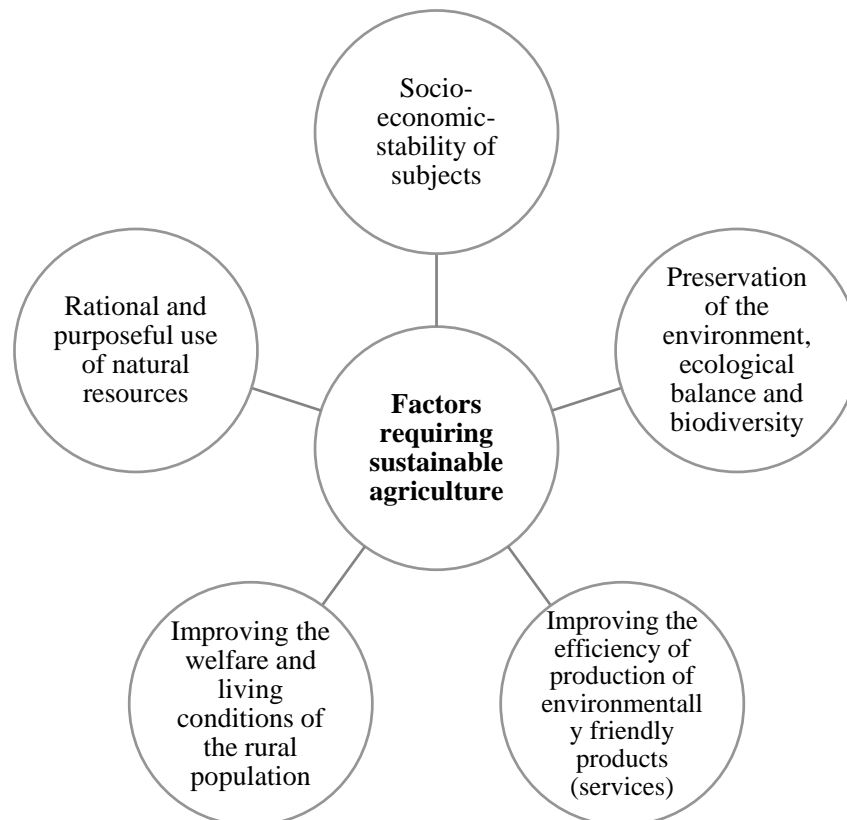 Socio-
economic-
stability of
subjects
Rational and
purposeful use
of natural
resources
Preservation
of the
environment,
ecological
balance and
biodiversity
Factors
requiring
sustainable
agriculture
Improving the
welfare and
living
conditions of
the rural
population
Improving the
efficiency of
production of
environmentall
y friendly
products
(services)